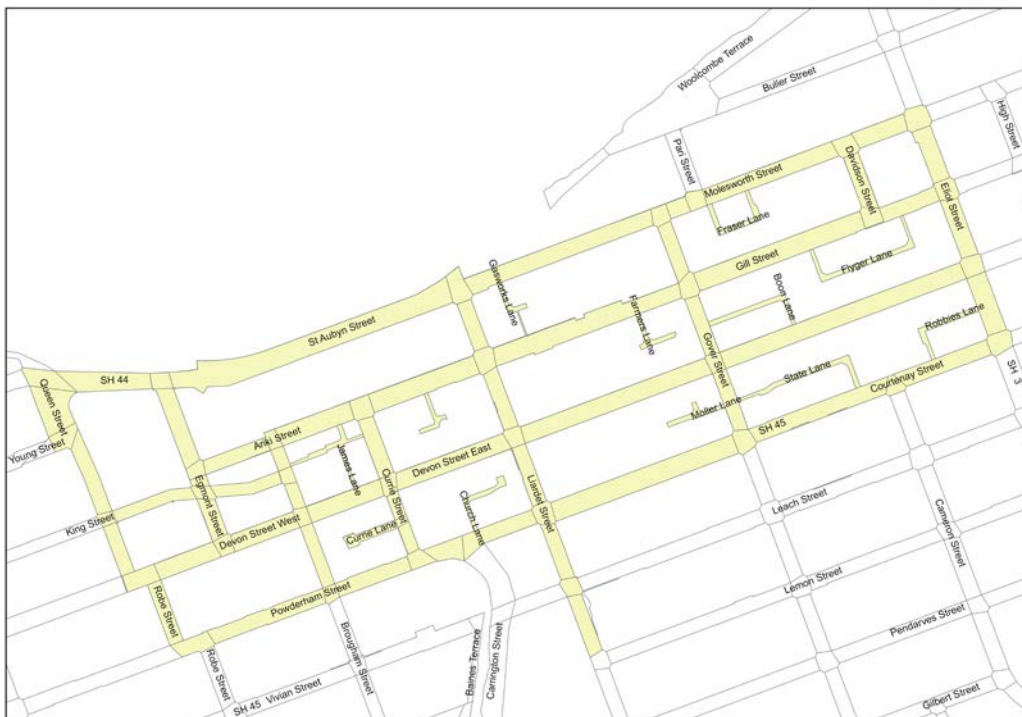 Woolcombe Terrace
Buller Street
High Street
Pari Street
Molesworth Street
Davidson Street
Eliot Street
Fraser Lane
Gill Street
Flyger Lane
Gasworks Lane
Boon Lane
Farmers Lane
St Aubyn Street
Robbies Lane
Gover Street
State Lane
SH 44
Courtenay Street
SH 3
Queen Street
Moller Lane
SH 45
Ariki Street
Young Street
Devon Street East
James Lane
Currie Street
Liardet Street
Egmont Street
Leach Street
King Street
Devon Street West
Church Lane
Currie Lane
Cameron Street
Lemon Street
Robe Street
Powderham Street
Pendarves Street
Brougham Street
Robe Street
Baines Terrace
Carrington Street
SH 45 Vivian Street
Gilbert Street